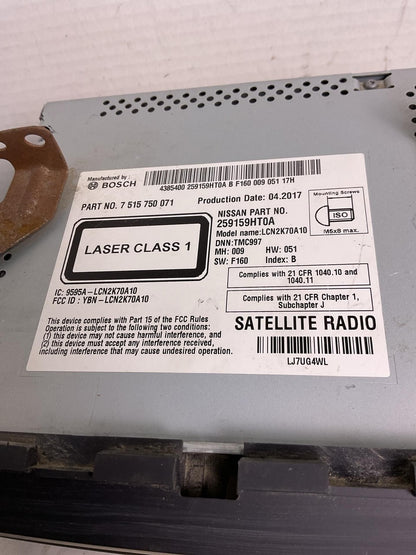 Manufactured by
BOSCH
4385400 259159HT0A B F160 009 051 17H
PART NO. 7 515 750 071
Production Date: 04.2017
NISSAN PART NO.
259159HT0A
Model name:LCN2K70A10
DNN:TMC997
MH: 009 HW: 051
SW: F160 Index: B
Mounting Screws
ISO
M5x8 max.
LASER CLASS 1
IC: 9595A-LCN2K70A10
FCC ID : YBN-LCN2K70A10
Complies with 21 CFR 1040.10 and
1040.11
Complies with 21 CFR Chapter 1,
Subchapter J
This device complies with Part 15 of the FCC Rules
Operation is subject to the following two conditions:
(1) this device may not cause harmful interference, and
(2) this device must accept any interference
received, including interference that may cause
undesired operation.
SATELLITE RADIO
LJ7UG4WL